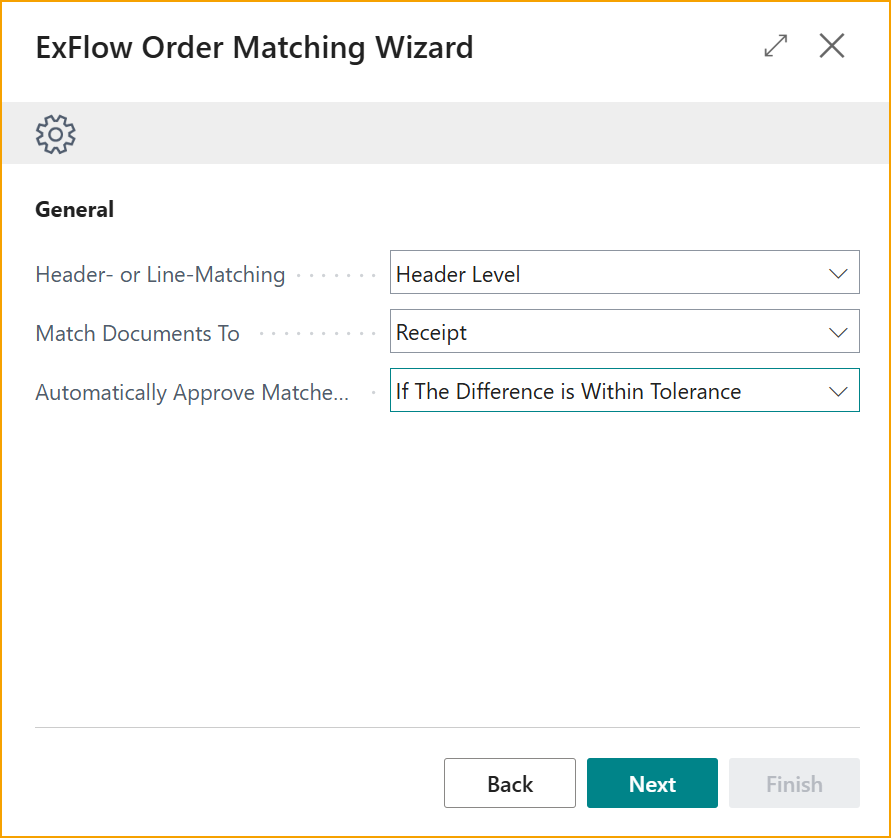 ExFlow Order Matching Wizard
General
Header- or Line-Matching
Header Level
Match Documents To
Receipt
Automatically Approve Matche...
If The Difference is Within Tolerance
Back
Next
Finish